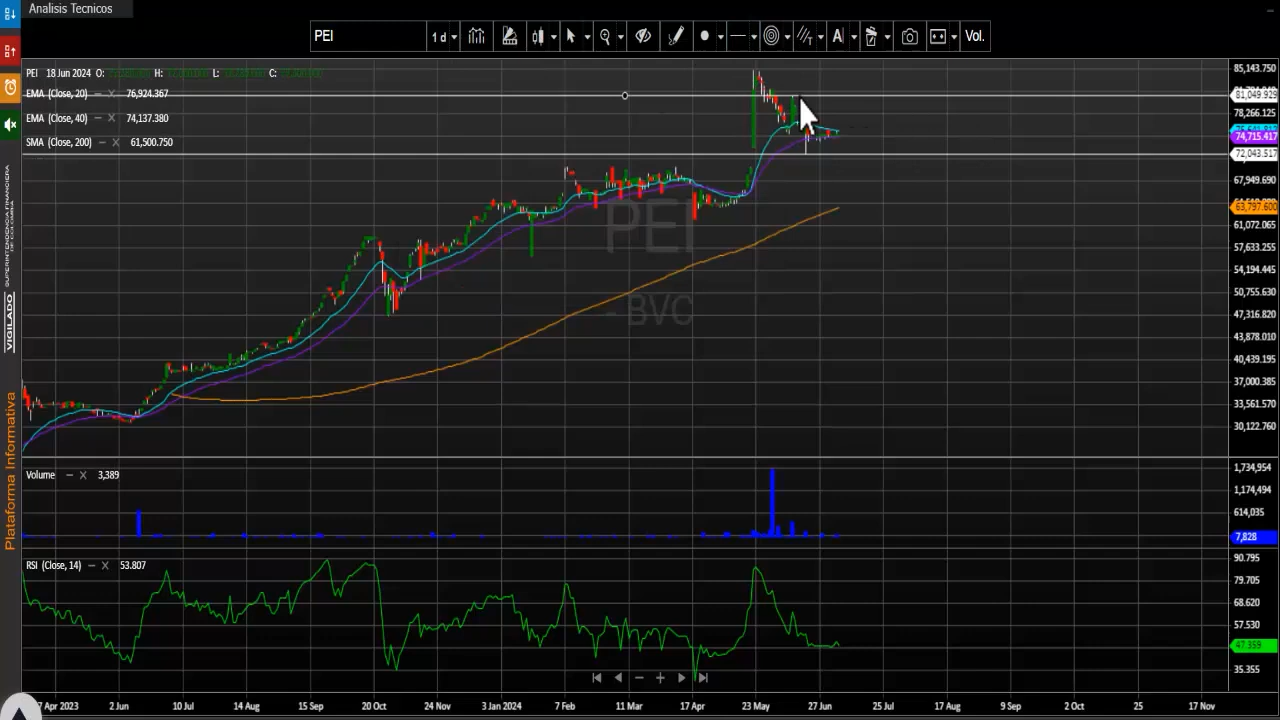 Analisis Tecnicos
PEI
1 d
A
Vol.
PEI 18 Jun 2024 O: H: L: C:
EMA (Close, 20) – X 76,924.367
EMA (Close, 40) – X 74,137.380
SMA (Close, 200) – X 61,500.750
PEI
- BVC
85,143.750
81,049.929
78,266.125
74,715.417
72,043.517
67,949.690
63,797.600
61,072.065
57,633.255
54,194.445
50,755.630
47,316.820
43,878.010
40,439.195
37,000.385
33,561.570
30,122.760
Volume – X 3,389
1,734,954
1,174,494
614,035
7,828
RSI (Close, 14) – X 53.807
90.795
79.705
68.620
57.530
47.359
35.355
7 Apr 2023 2 Jun 10 Jul 14 Aug 15 Sep 20 Oct 24 Nov 3 Jan 2024 7 Feb 11 Mar 17 Apr 23 May 27 Jun 25 Jul 17 Aug 9 Sep 2 Oct 25 17 Nov
VIGILADO
Plataforma Informativa